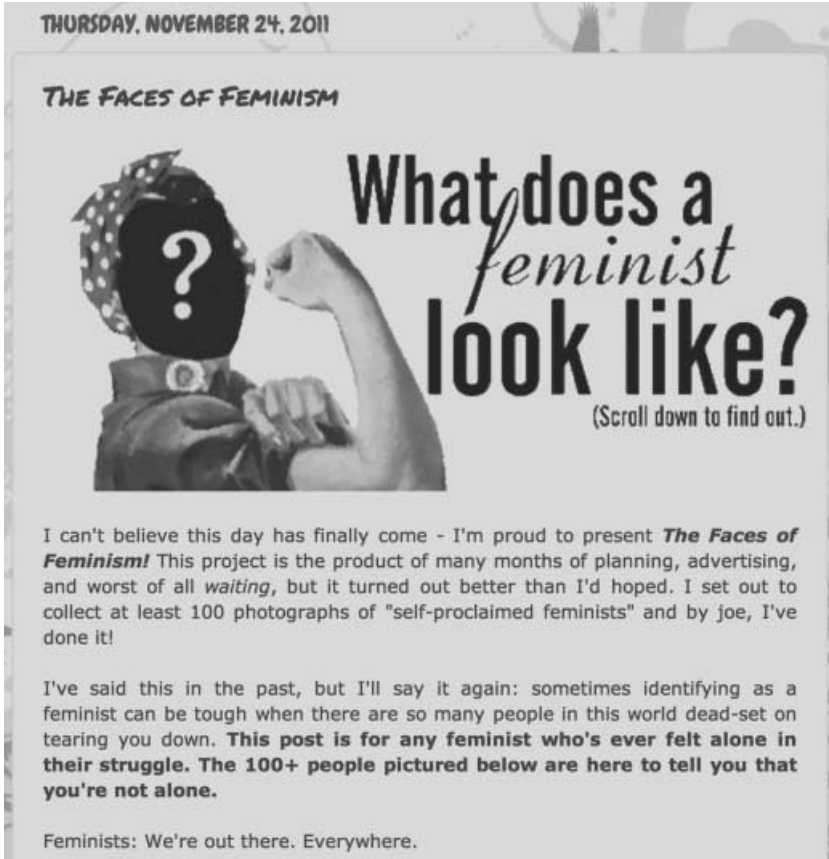 THURSDAY, NOVEMBER 24, 2011
THE FACES OF FEMINISM
?
What does a
feminist
look like?
(Scroll down to find out.)
I can't believe this day has finally come - I'm proud to present The Faces of
Feminism! This project is the product of many months of planning, advertising,
and worst of all waiting, but it turned out better than I'd hoped. I set out to
collect at least 100 photographs of "self-proclaimed feminists" and by joe, I've
done it!
I've said this in the past, but I'll say it again: sometimes identifying as a
feminist can be tough when there are so many people in this world dead-set on
tearing you down. This post is for any feminist who's ever felt alone in
their struggle. The 100+ people pictured below are here to tell you that
you're not alone.
Feminists: We're out there. Everywhere.